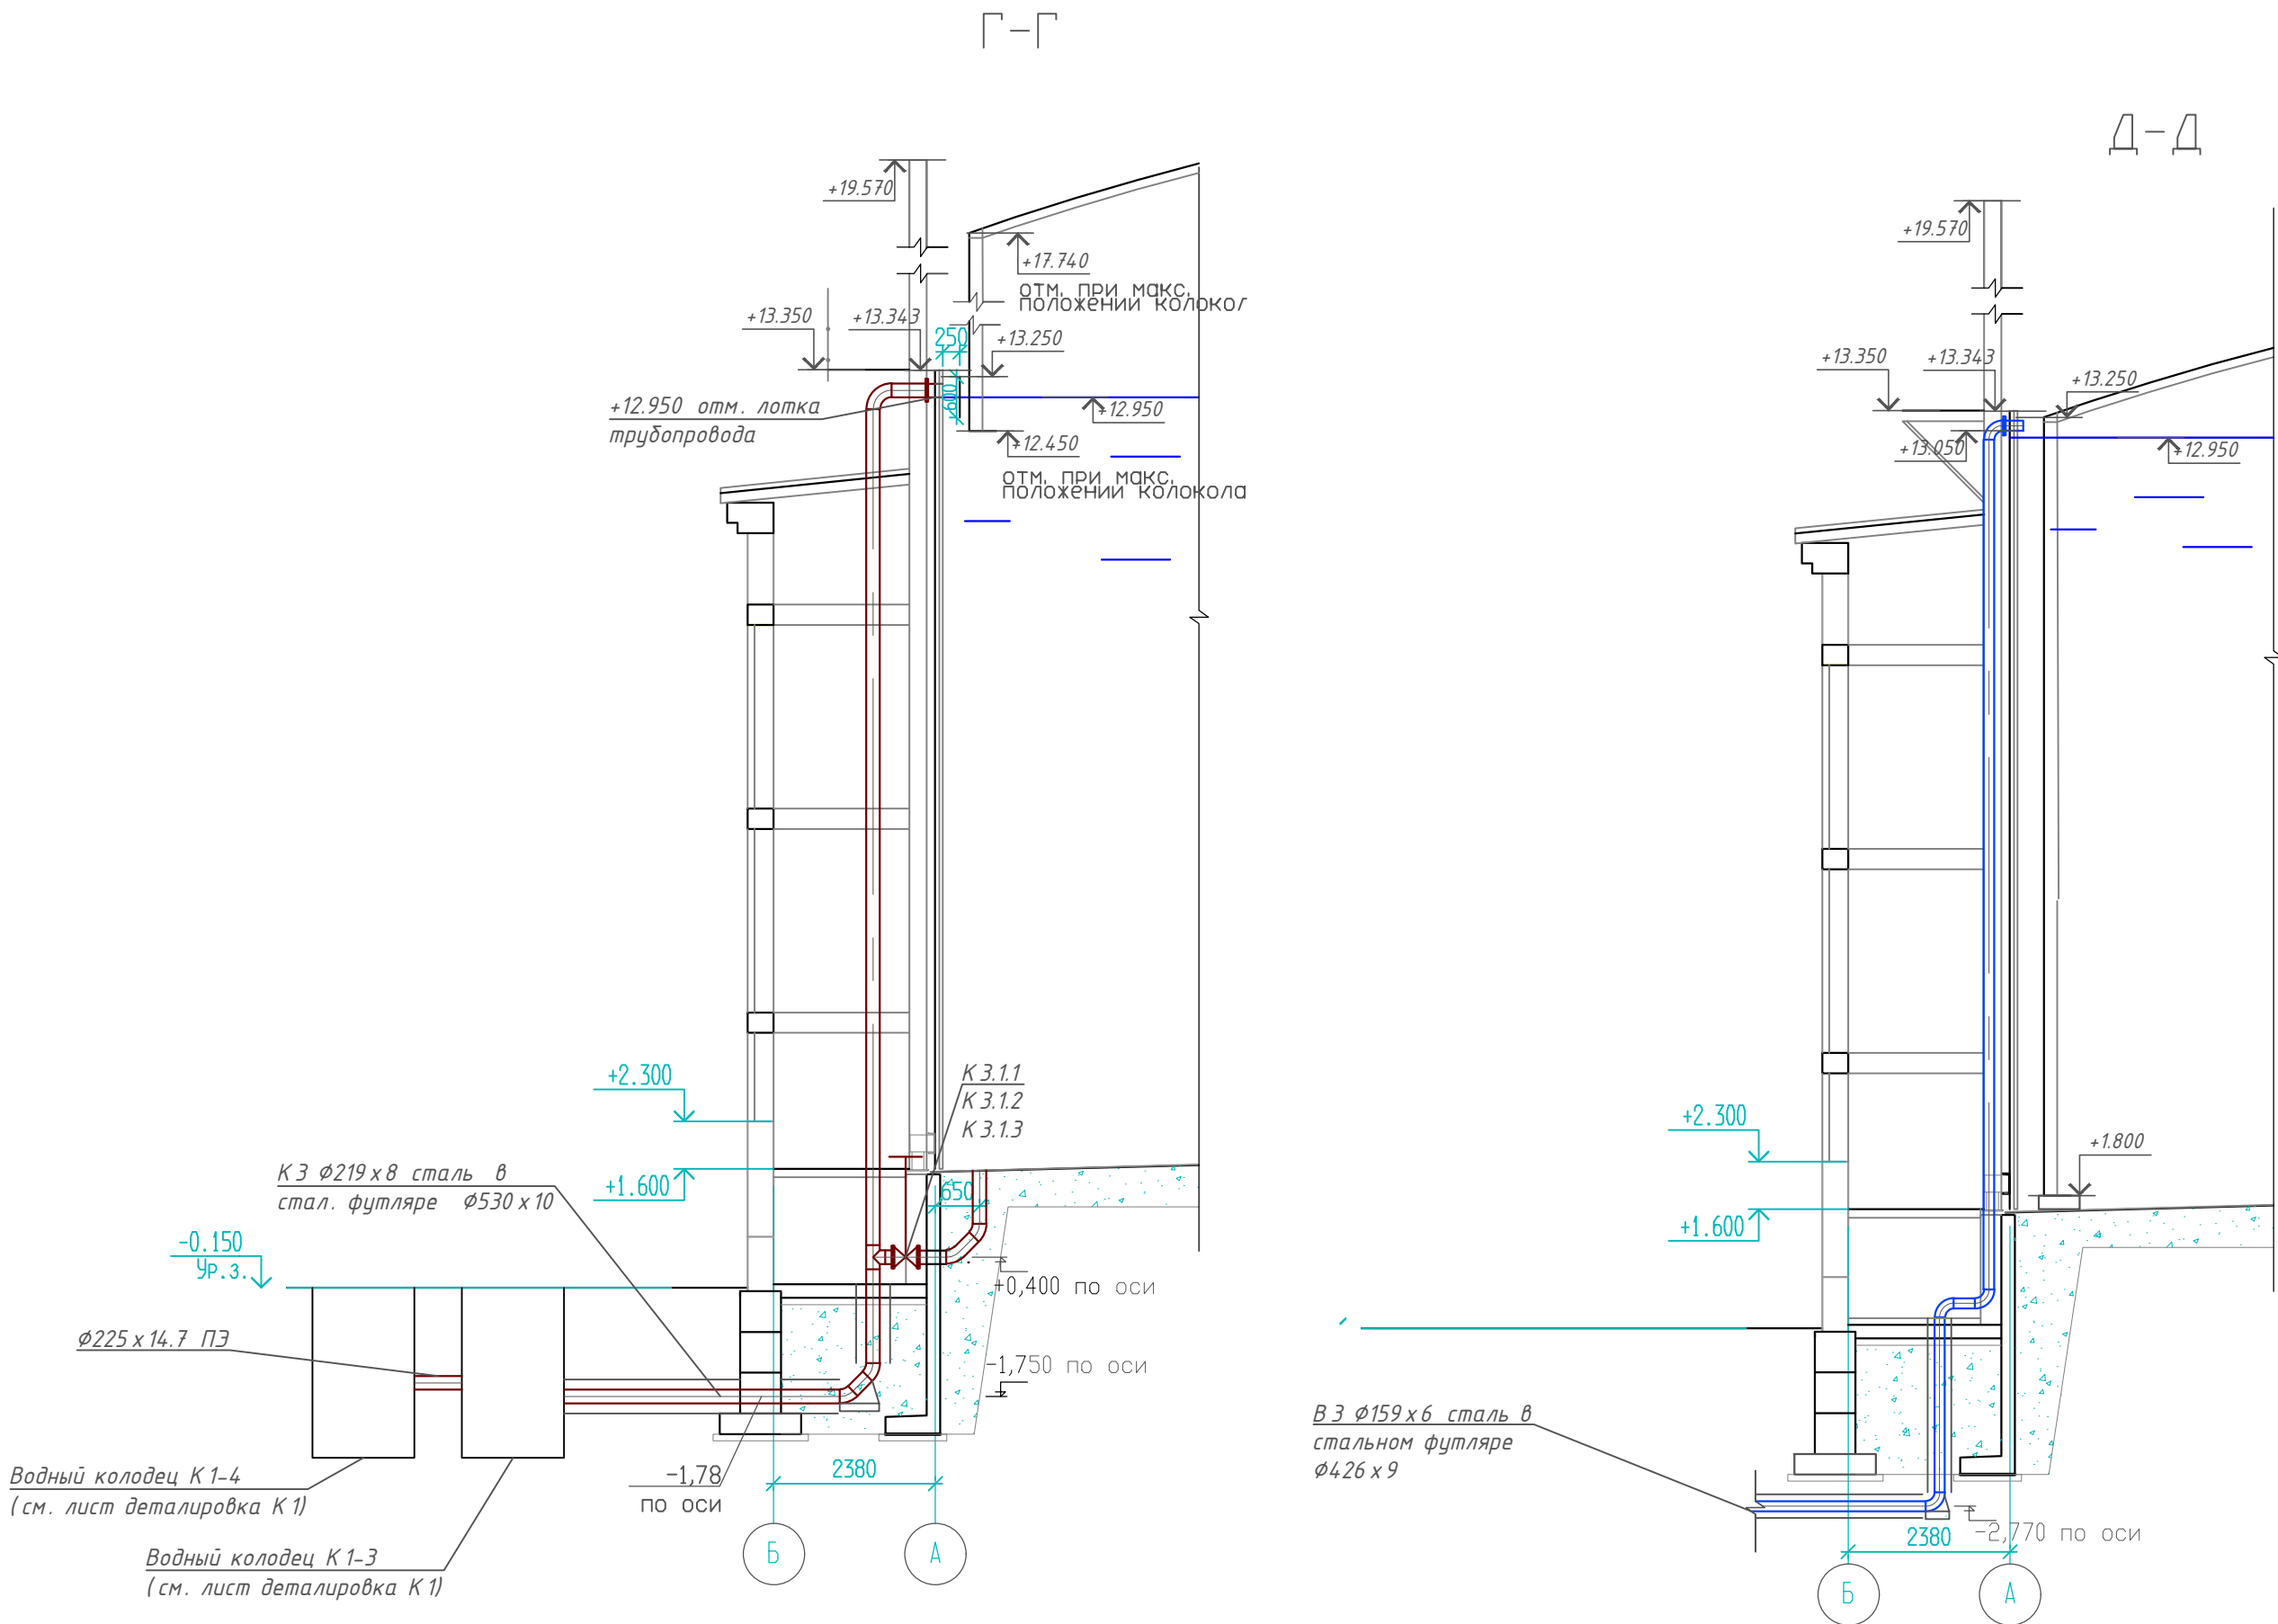 Г-Г
+19.570
+17.740
отм. при макс.
положении колокол
+13.350
+13.343
250
+13.250
600
+12.950 отм. лотка
трубопровода
+12.950
+12.450
отм. при макс.
положении колокола
+2.300
К 3.1.1
К 3.1.2
К 3.1.3
К 3 ϕ219 х 8 сталь в
стал. футляре ϕ530 х 10
+1.600
650
-0.150
Ур.з.
+0,400 по оси
ϕ225 х 14.7 ПЭ
-1,750 по оси
Водный колодец К 1-4
(см. лист деталировка К 1)
-1,78
по оси
2380
Водный колодец К 1-3
(см. лист деталировка К 1)
Б
А
Д-Д
+19.570
+13.350
+13.343
+13.250
+13.050
+12.950
+2.300
+1.800
+1.600
В 3 ϕ159 х 6 сталь в
стальном футляре
ϕ426 х 9
-2,770 по оси
2380
Б
А